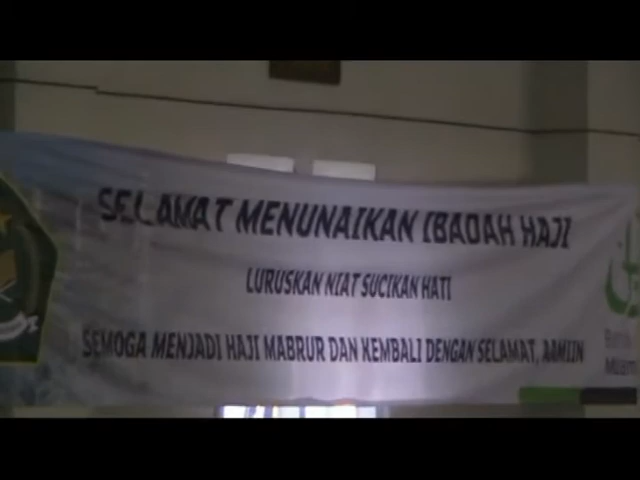 SELAMAT MENUNAIKAN IBADAH HAJI
LURUSKAN NIAT SUCIKAN HATI
SEMOGA MENJADI HAJI MABRUR DAN KEMBALI DENGAN SELAMAT, AAMIIN